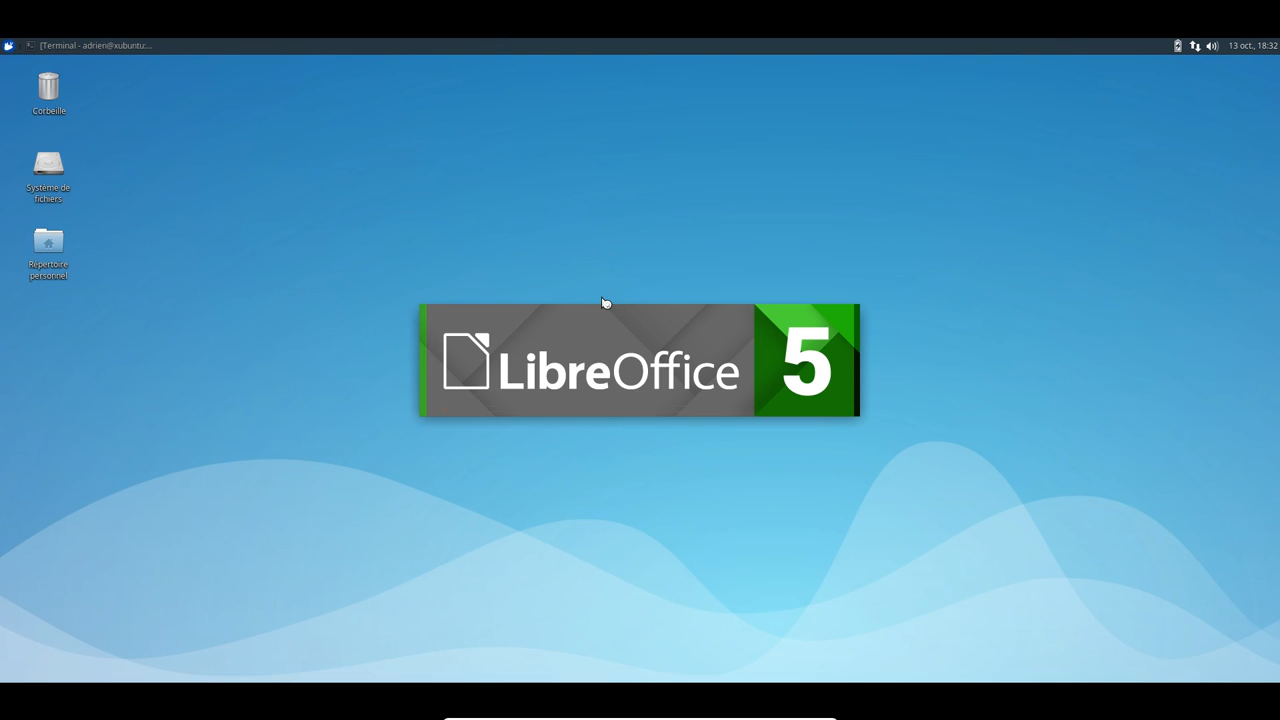 [Terminal - adrien@xubuntu:...
13 oct., 18:32
Corbeille
Système de
fichiers
Répertoire
personnel
LibreOffice 5